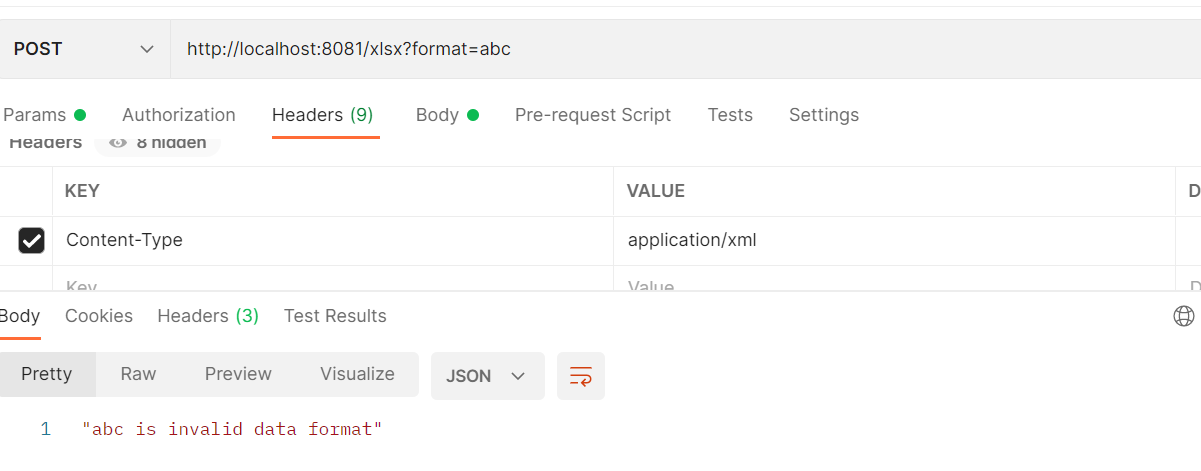 POST http://localhost:8081/xlsx?format=abc
Params Authorization Headers (9) Body Pre-request Script Tests Settings
Headers 8 hidden
KEY VALUE D
Content-Type application/xml
Key Value D
Body Cookies Headers (3) Test Results
Pretty Raw Preview Visualize JSON
1 "abc is invalid data format"